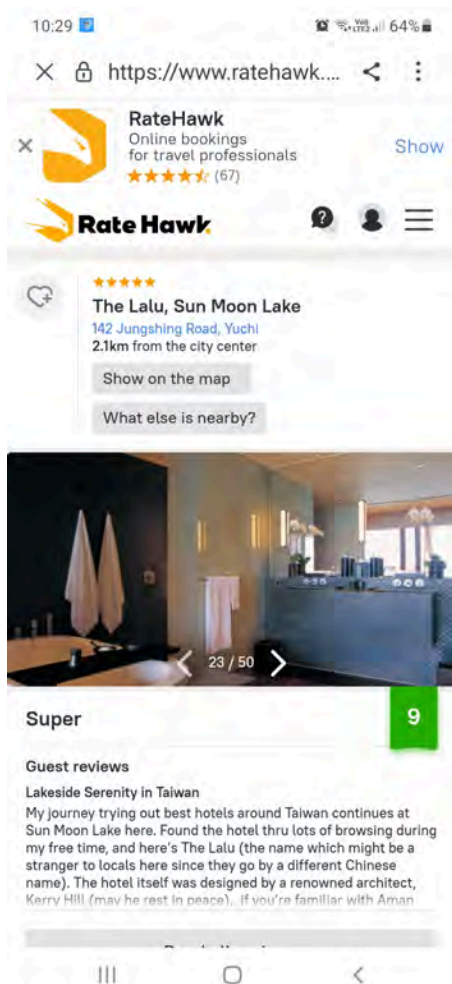 10:29 64%
https://www.ratehawk....
RateHawk
Online bookings
for travel professionals
Show
(67)
Rate Hawk.
The Lalu, Sun Moon Lake
142 Jungshing Road, Yuchi
2.1km from the city center
Show on the map
What else is nearby?
23 / 50
Super
9
Guest reviews
Lakeside Serenity in Taiwan
My journey trying out best hotels around Taiwan continues at
Sun Moon Lake here. Found the hotel thru lots of browsing during
my free time, and here's The Lalu (the name which might be a
stranger to locals here since they go by a different Chinese
name). The hotel itself was designed by a renowned architect,
Kerry Hill (may he rest in peace).. if you're familiar with Aman